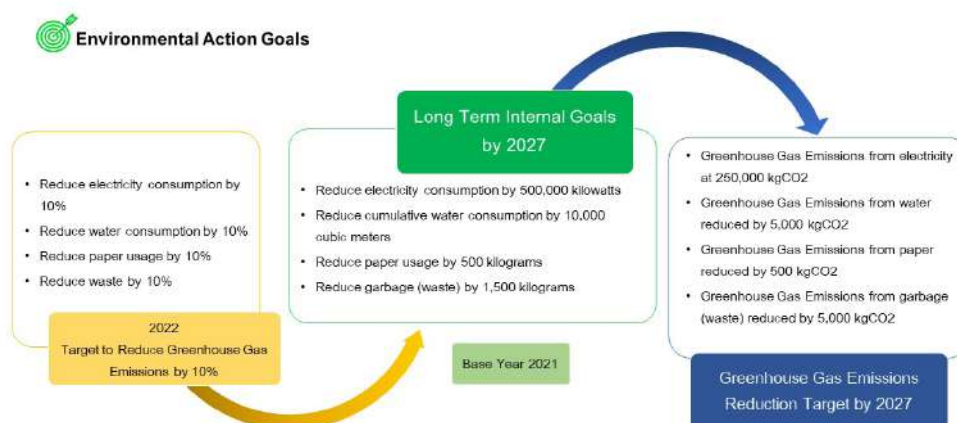 Environmental Action Goals
• Reduce electricity consumption by
10%
• Reduce water consumption by 10%
• Reduce paper usage by 10%
• Reduce waste by 10%
2022
Target to Reduce Greenhouse Gas
Emissions by 10%
Long Term Internal Goals
by 2027
• Reduce electricity consumption by 500,000 kilowatts
• Reduce cumulative water consumption by 10,000
cubic meters
• Reduce paper usage by 500 kilograms
• Reduce garbage (waste) by 1,500 kilograms
Base Year 2021
• Greenhouse Gas Emissions from electricity
at 250,000 kgCO2
• Greenhouse Gas Emissions from water
reduced by 5,000 kgCO2
• Greenhouse Gas Emissions from paper
reduced by 500 kgCO2
• Greenhouse Gas Emissions from garbage
(waste) reduced by 5,000 kgCO2
Greenhouse Gas Emissions
Reduction Target by 2027